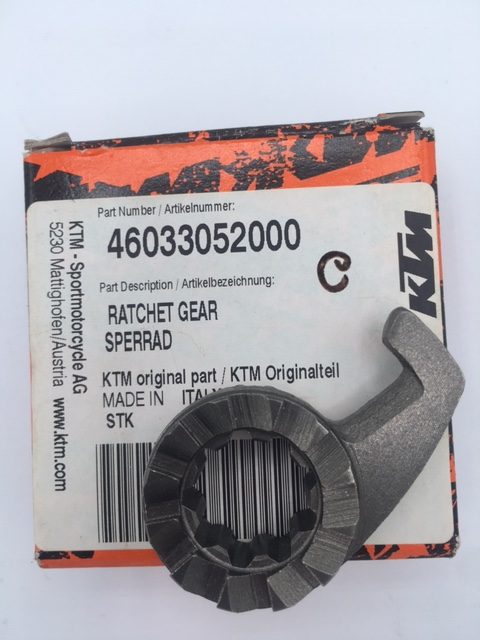 Part Number / Artikelnummer:
46033052000
C
Part Description / Artikelbezeichnung:
RATCHET GEAR
SPERRAD
KTM original part / KTM Originalteil
MADE IN ITALY
STK
KTM - Sportmotorcycle AG
5230 Mattighofen/Austria www.ktm.com
KTM